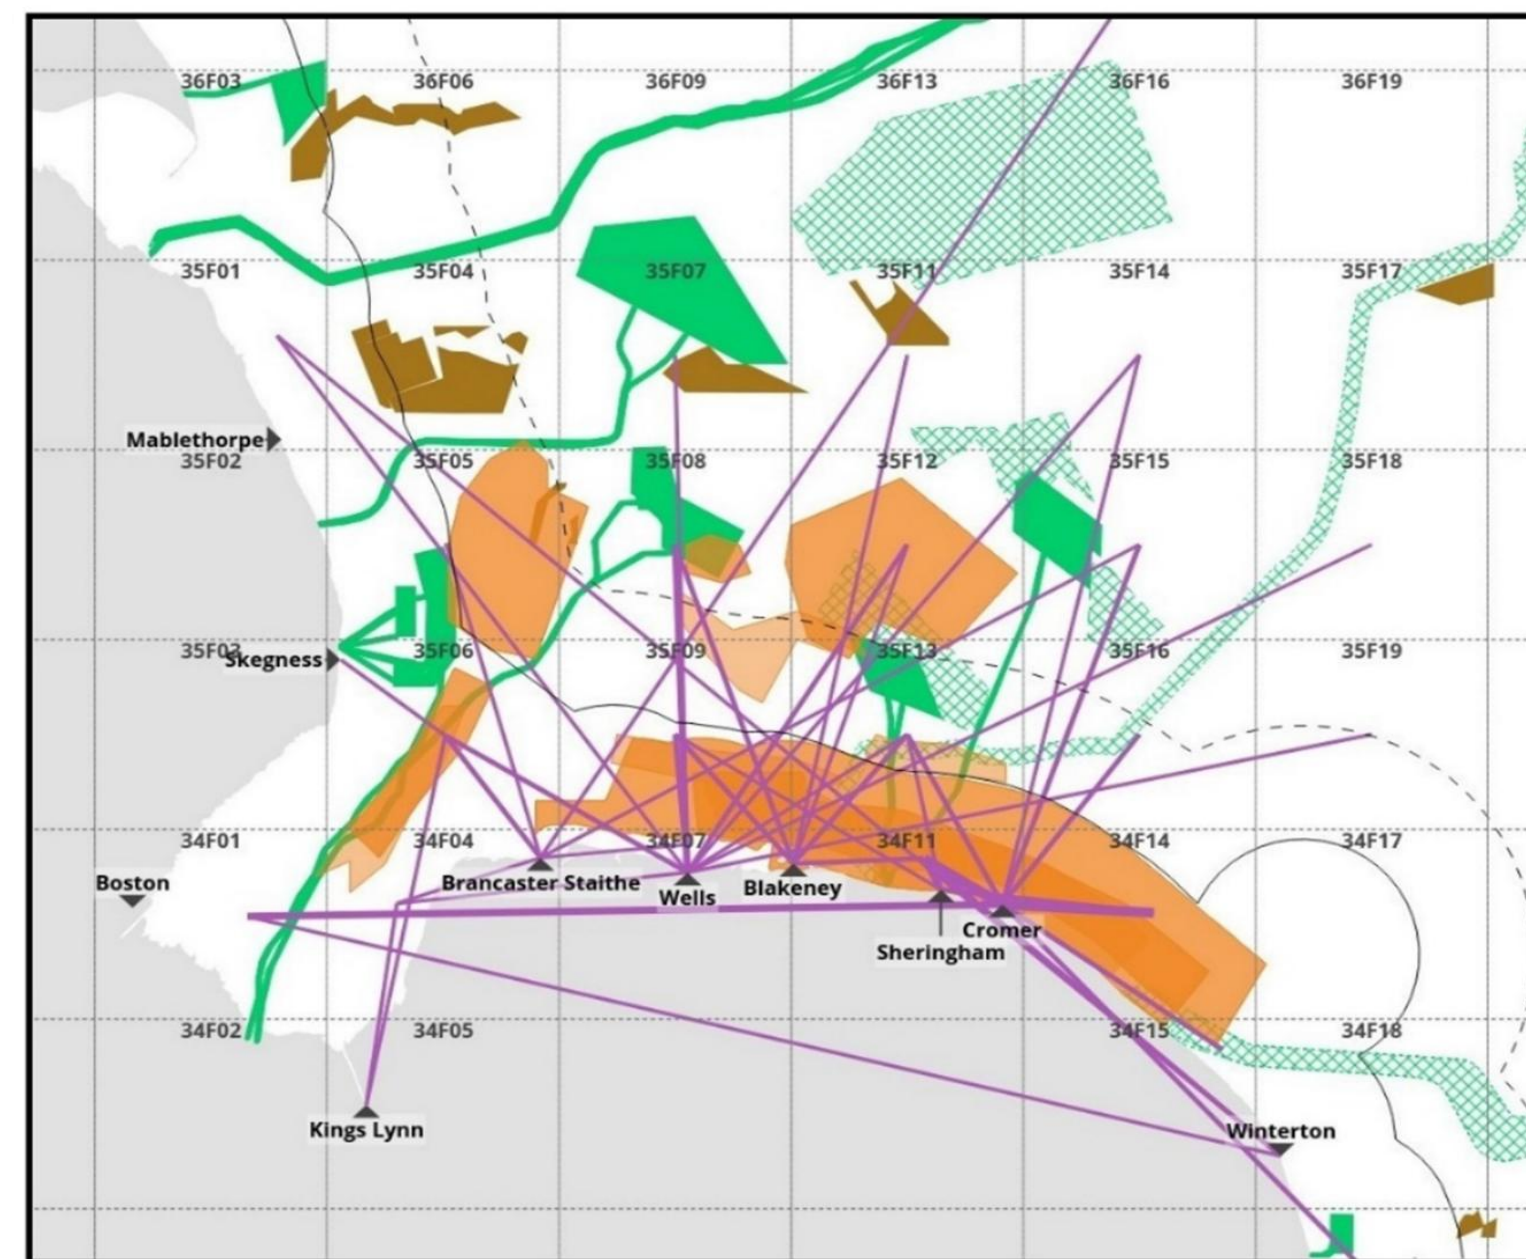 36F03 36F06 36F09 36F13 36F16 36F19
35F01 35F04 35F07 35F11 35F14 35F17
Mablethorpe
35F02 35F05 35F08 35F12 35F15 35F18
35F03 35F06 35F09 35F13 35F16 35F19
Skegness
34F01 34F04 34F07 34F11 34F14 34F17
Boston Brancaster Staithe Wells Blakeney
Cromer
Sheringham
34F02 34F05 34F15 34F18
Kings Lynn Winterton